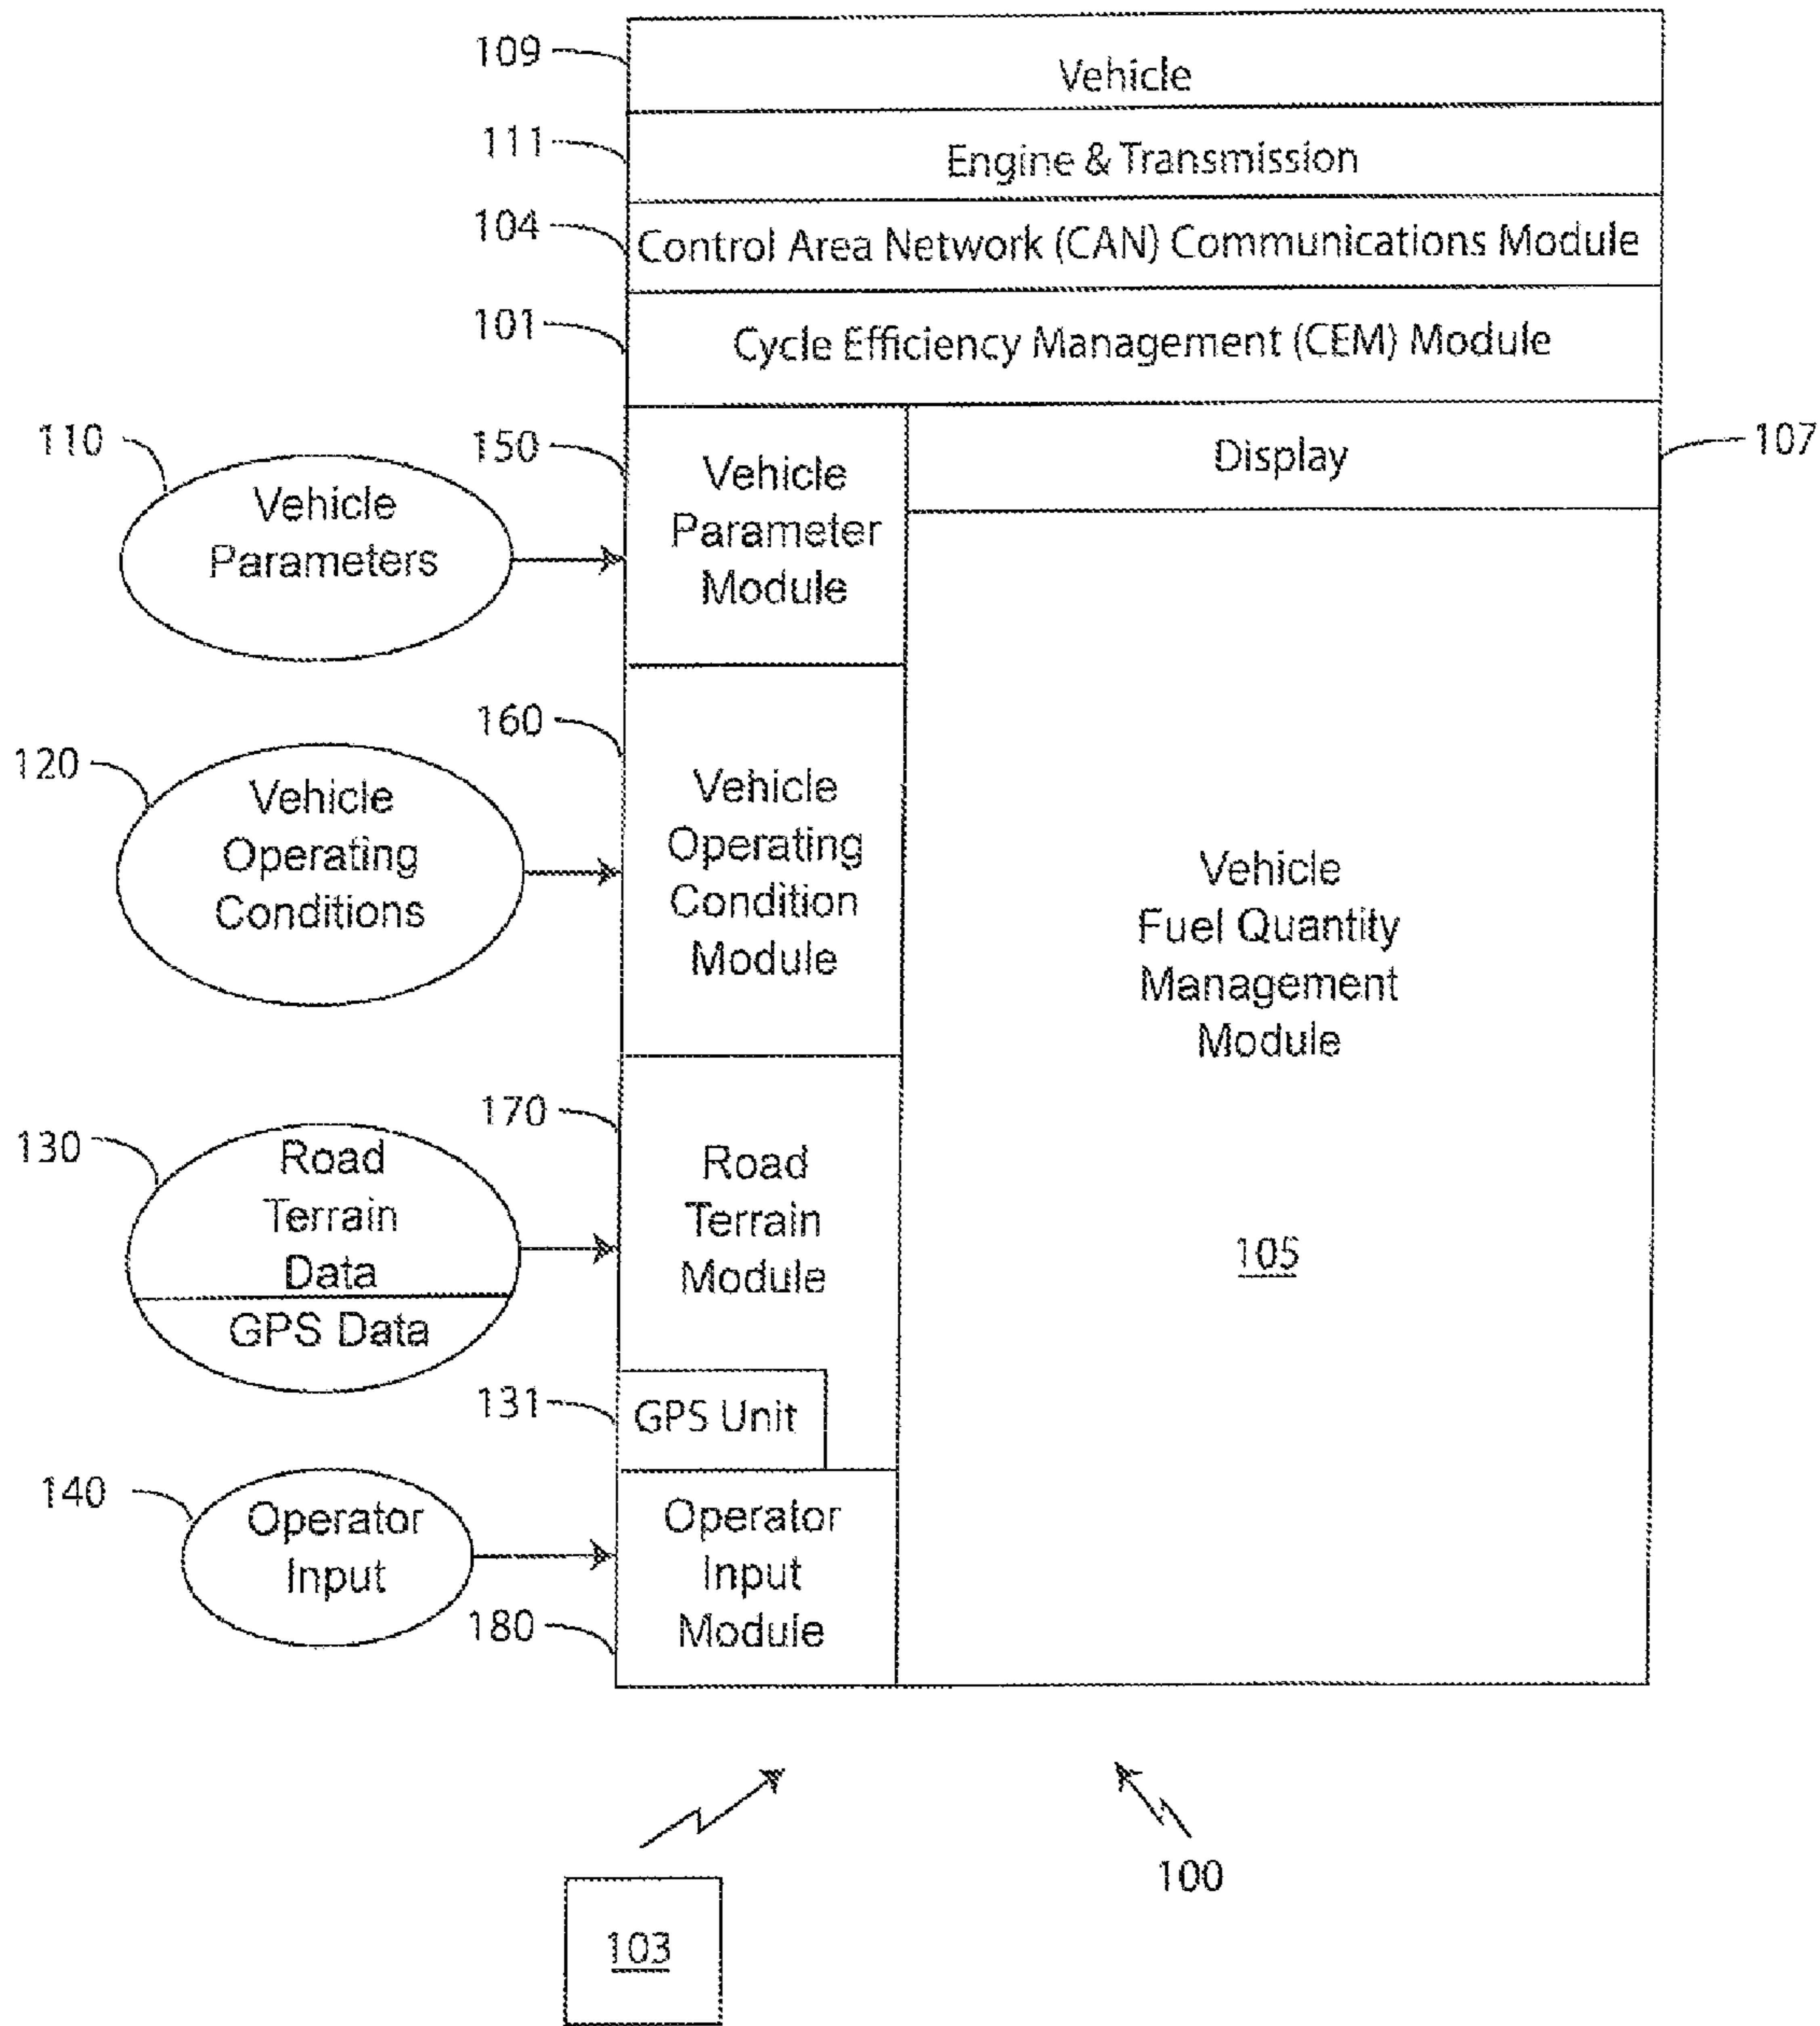 109
Vehicle
111
Engine & Transmission
104
Control Area Network (CAN) Communications Module
101
Cycle Efficiency Management (CEM) Module
110
Vehicle
Parameters
150
Vehicle
Parameter
Module
Display
107
120
Vehicle
Operating
Conditions
160
Vehicle
Operating
Condition
Module
Vehicle
Fuel Quantity
Management
Module
105
130
Road
Terrain
Data
GPS Data
170
Road
Terrain
Module
131
GPS Unit
140
Operator
Input
180
Operator
Input
Module
103
100